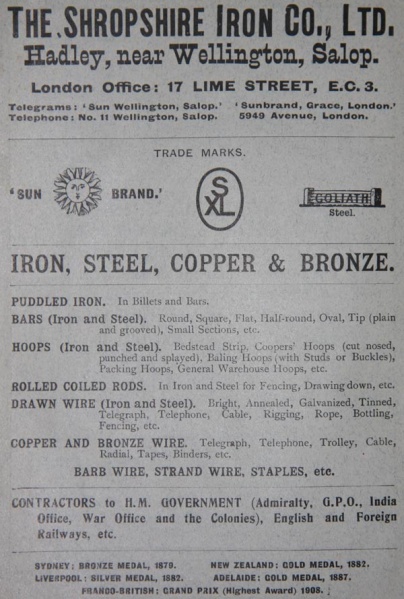 THE SHROPSHIRE IRON CO., LTD.
Hadley, near Wellington, Salop.
London Office: 17 LIME STREET, E.C. 3.
Telegrams: 'Sun Wellington, Salop.' 'Sunbrand, Grace, London.'
Telephone: No. 11 Wellington, Salop. 5949 Avenue, London.
TRADE MARKS.
'SUN BRAND.'
S
XL
GOLIATH
Steel.
IRON, STEEL, COPPER & BRONZE.
PUDDLED IRON. In Billets and Bars.
BARS (Iron and Steel). Round, Square, Flat, Half-round, Oval, Tip (plain
and grooved), Small Sections, etc.
HOOPS (Iron and Steel). Bedstead Strip, Coopers' Hoops (cut nosed,
punched and splayed), Baling Hoops (with Studs or Buckles),
Packing Hoops, General Warehouse Hoops, etc.
ROLLED COILED RODS. In Iron and Steel for Fencing, Drawing down, etc.
DRAWN WIRE (Iron and Steel). Bright, Annealed, Galvanized, Tinned,
Telegraph, Telephone, Cable, Rigging, Rope, Bottling,
Fencing, etc.
COPPER AND BRONZE WIRE. Telegraph, Telephone, Trolley, Cable,
Radial, Tapes, Binders, etc.
BARB WIRE, STRAND WIRE, STAPLES, etc.
CONTRACTORS to H.M. GOVERNMENT (Admiralty, G.P.O., India
Office, War Office and the Colonies), English and Foreign
Railways, etc.
SYDNEY: BRONZE MEDAL, 1879. NEW ZEALAND: GOLD MEDAL, 1882.
LIVERPOOL: SILVER MEDAL, 1882. ADELAIDE: GOLD MEDAL, 1887.
FRANCO-BRITISH: GRAND PRIX (Highest Award) 1908.